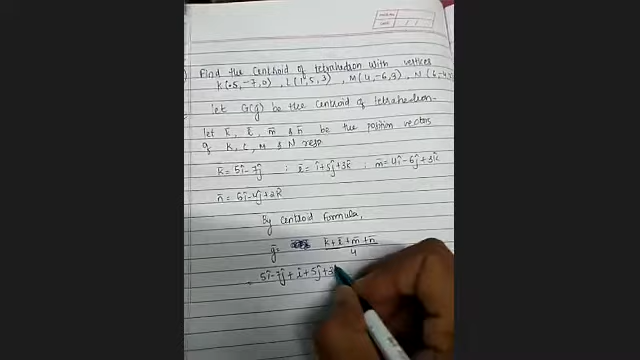 Find the Centroid of tetrahedron with vertices
K(5,-7,0), L(1,5,3), M(4,-6,3), N(6,-4,
let G(g̅) be the centroid of tetrahedron.
let k̅, l̅, m̅ & n̅ be the position vectors
of K, L, M & N resp
k̅ = 5î-7ĵ ; l̅ = î+5ĵ+3k̂ ; m̅ = 4î-6ĵ+3k̂
n̅ = 6î-4ĵ+2k̂
By Centroid Formula,
g̅ = k̅ + l̅ + m̅ + n̅
4
= 5î-7ĵ + î+5ĵ+3